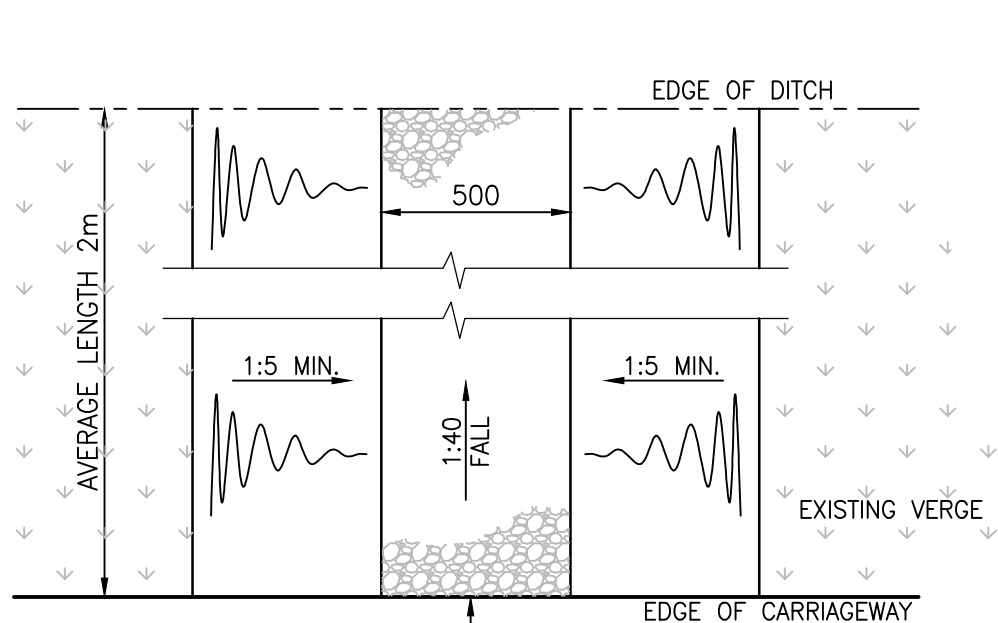 EDGE OF DITCH
500
AVERAGE LENGTH 2m
1:5 MIN.
1:5 MIN.
1:40
FALL
EXISTING VERGE
EDGE OF CARRIAGEWAY